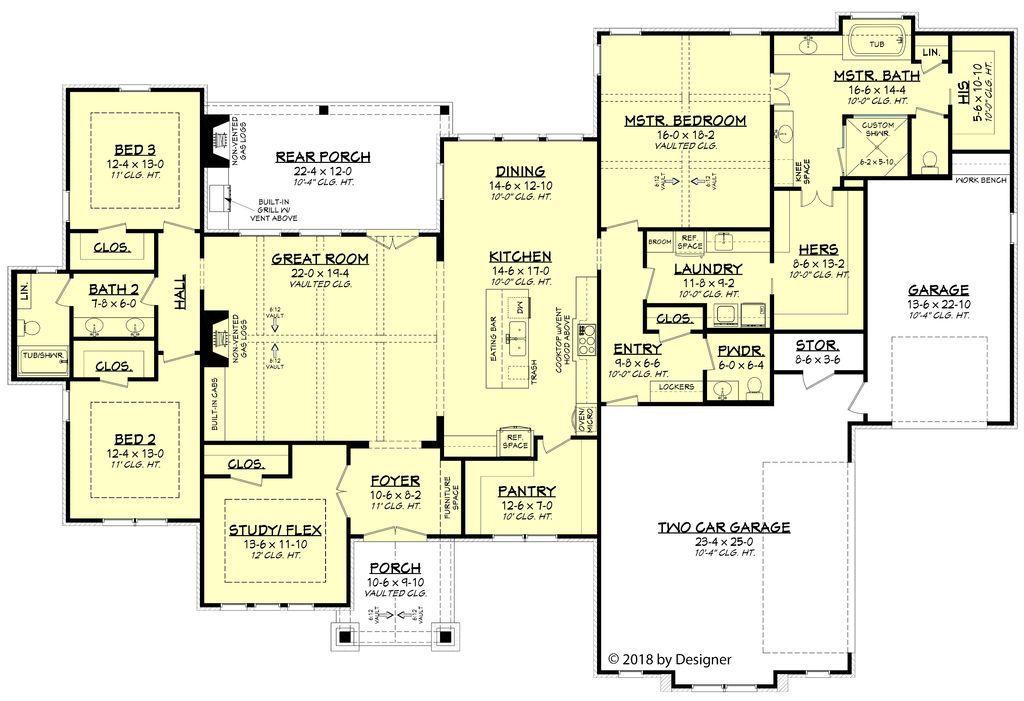 BED 3
12-4 x 13-0
11' CLG. HT.
NON-VENTED
GAS LOGS
REAR PORCH
22-4 x 12-0
10'-4" CLG. HT.
BUILT-IN
GRILL W/
VENT ABOVE
DINING
14-6 x 12-10
10'-0" CLG. HT.
MSTR. BEDROOM
16-0 x 18-2
VAULTED CLG.
6:12
VAULT
6:12
VAULT
TUB
LIN.
MSTR. BATH
16-6 x 14-4
10'-0" CLG. HT.
HIS
5-6 x 10-10
10'-0" CLG. HT.
CUSTOM
SHWR.
6-2 x 5-10
KNEE
SPACE
WORK BENCH
CLOS.
LIN.
BATH 2
7-8 x 6-0
HALL
TUB/SHWR.
CLOS.
GREAT ROOM
22-0 x 19-4
VAULTED CLG.
6:12
VAULT
6:12
VAULT
NON-VENTED
GAS LOGS
BUILT-IN CABS
KITCHEN
14-6 x 17-0
10'-0" CLG. HT.
EATING BAR
DW
TRASH
COOKTOP w/VENT
HOOD ABOVE
OVEN/
MICRO
REF.
SPACE
BROOM
REF.
SPACE
LAUNDRY
11-8 x 9-2
10'-0" CLG. HT.
HERS
8-6 x 13-2
10'-0" CLG. HT.
GARAGE
13-6 x 22-10
10'-4" CLG. HT.
CLOS.
ENTRY
9-8 x 6-6
10'-0" CLG. HT.
LOCKERS
PWDR.
6-0 x 6-4
STOR.
8-6 x 3-6
BED 2
12-4 x 13-0
11' CLG. HT.
CLOS.
STUDY/ FLEX
13-6 x 11-10
12' CLG. HT.
FOYER
10-6 x 8-2
11' CLG. HT.
FURNITURE
SPACE
PANTRY
12-6 x 7-0
10' CLG. HT.
TWO CAR GARAGE
23-4 x 25-0
10'-4" CLG. HT.
PORCH
10-6 x 9-10
VAULTED CLG.
6:12
VAULT
6:12
VAULT
© 2018 by Designer